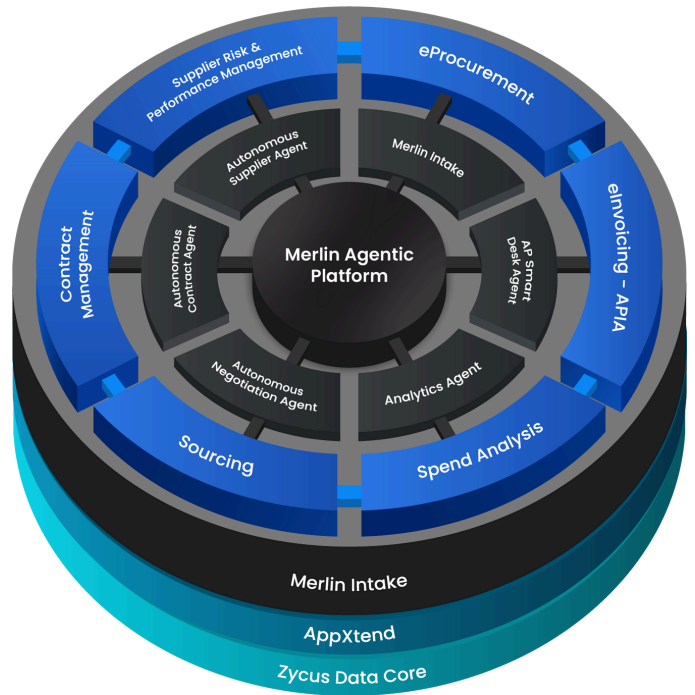 Supplier Risk &
Performance Management
eProcurement
eInvoicing – APIA
Spend Analysis
Sourcing
Contract
Management
Autonomous
Supplier Agent
Merlin Intake
AP Smart
Desk Agent
Analytics Agent
Autonomous
Negotiation Agent
Autonomous
Contract Agent
Merlin Agentic
Platform
Merlin Intake
AppXtend
Zycus Data Core